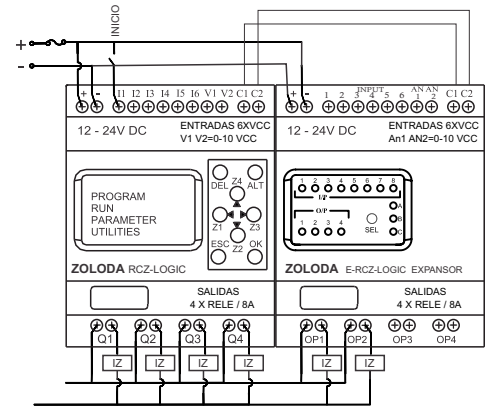 INICIO
+
-
+ - I1 I2 I3 I4 I5 I6 V1 V2 C1 C2
+ - 1 2 3 4 5 6 1 2 C1 C2
INPUT AN AN
12 - 24V DC
ENTRADAS 6XVCC
V1 V2=0-10 VCC
12 - 24V DC
ENTRADAS 6XVCC
An1 AN2=0-10 VCC
PROGRAM
RUN
PARAMETER
UTILITIES
DEL Z4 ALT
Z1 Z3
ESC Z2 OK
1 2 3 4 5 6 7 8
I/P
O/P
1 2 3 4
SEL
A
B
C
ZOLODA RCZ-LOGIC
ZOLODA E-RCZ-LOGIC EXPANSOR
SALIDAS
4 X RELE / 8A
SALIDAS
4 X RELE / 8A
Q1 Q2 Q3 Q4
OP1 OP2 OP3 OP4
IZ IZ IZ IZ IZ IZ